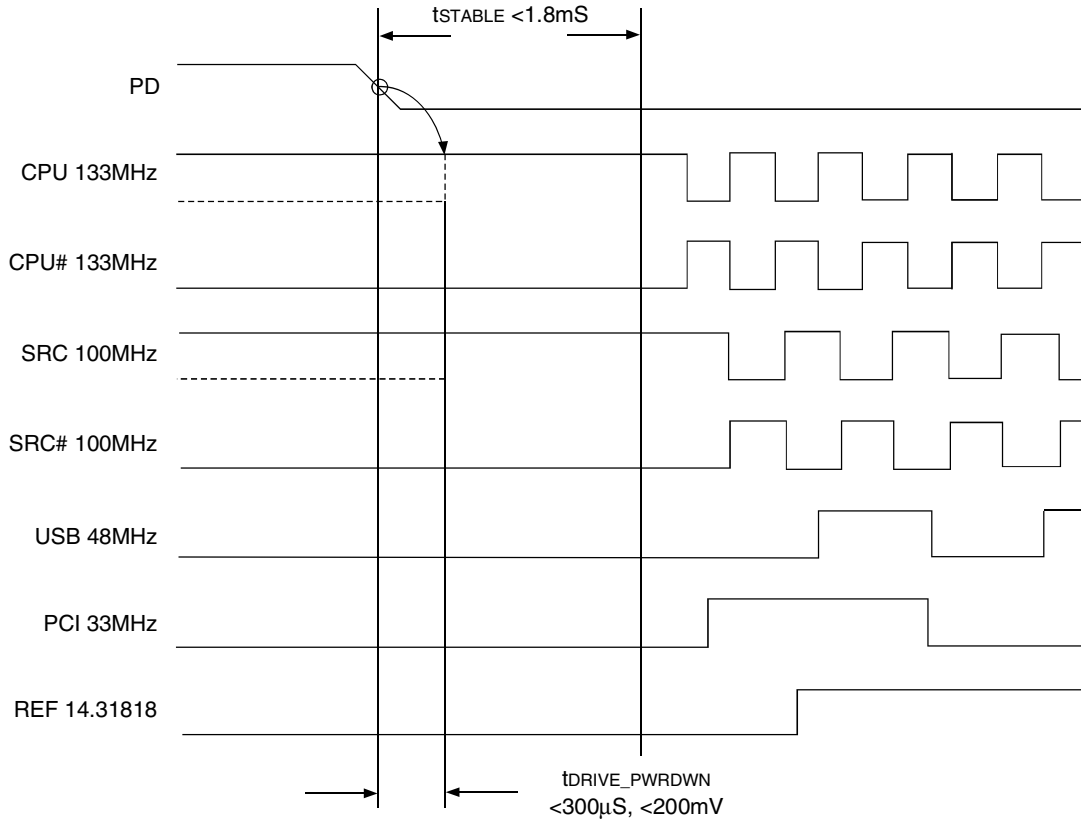 tSTABLE <1.8mS
PD
CPU 133MHz
CPU# 133MHz
SRC 100MHz
SRC# 100MHz
USB 48MHz
PCI 33MHz
REF 14.31818
tDRIVE_PWRDWN
<300μS, <200mV